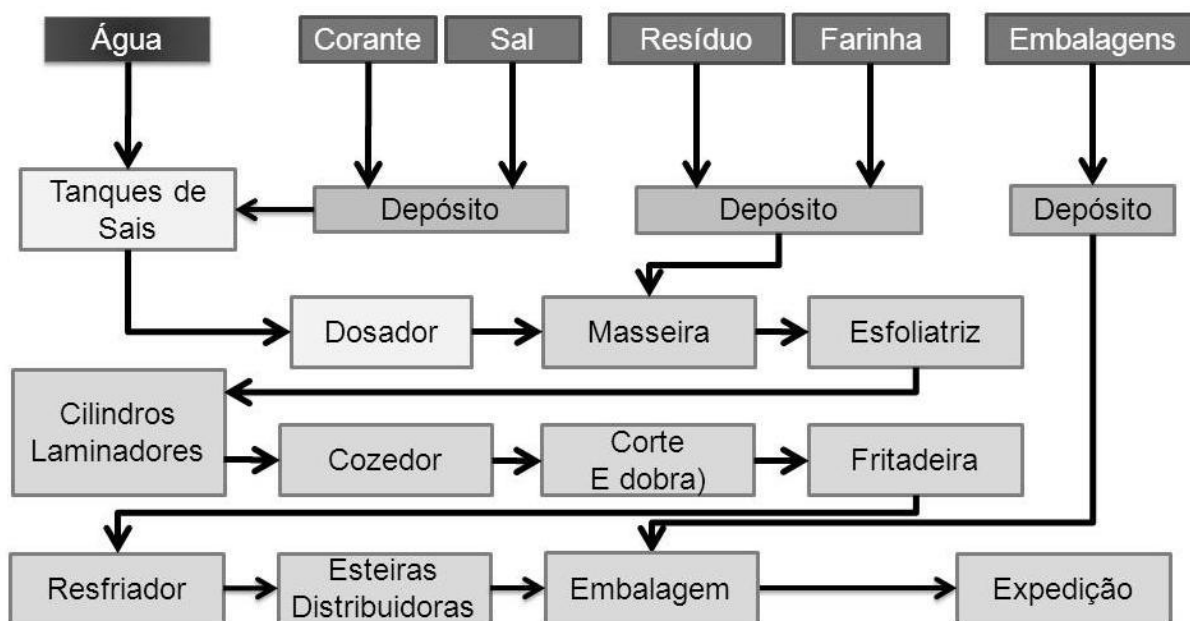 Água
Corante
Sal
Resíduo
Farinha
Embalagens
Tanques de
Sais
Depósito
Depósito
Depósito
Dosador
Masseira
Esfoliatriz
Cilindros
Laminadores
Cozedor
Corte
E dobra)
Fritadeira
Resfriador
Esteiras
Distribuidoras
Embalagem
Expedição